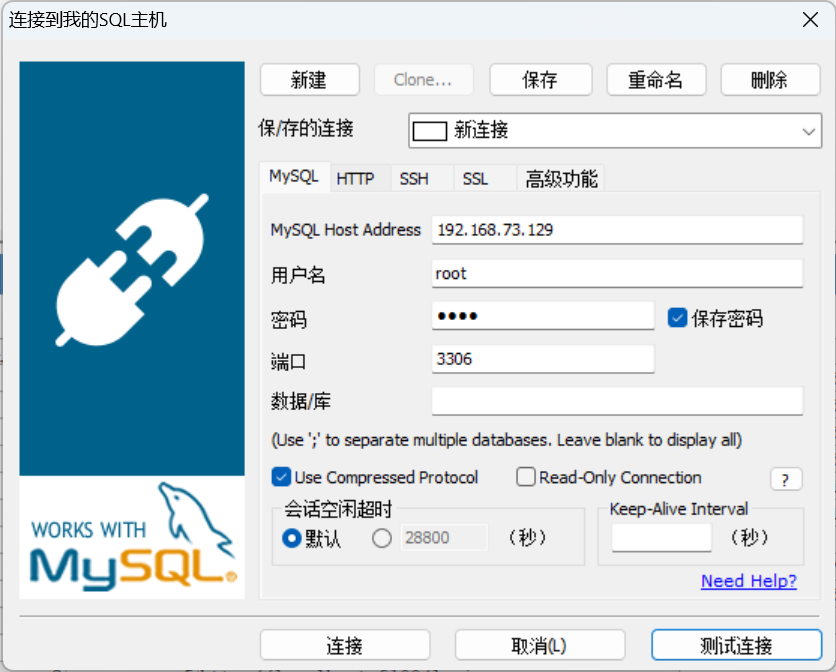 连接到我的SQL主机
新建
Clone...
保存
重命名
删除
保/存的连接
新连接
MySQL
HTTP
SSH
SSL
高级功能
MySQL Host Address
192.168.73.129
用户名
root
密码
••••
保存密码
端口
3306
数据/库
(Use ';' to separate multiple databases. Leave blank to display all)
Use Compressed Protocol
Read-Only Connection
?
会话空闲超时
默认
28800
(秒)
Keep-Alive Interval
(秒)
Need Help?
WORKS WITH
MySQL®
连接
取消(L)
测试连接